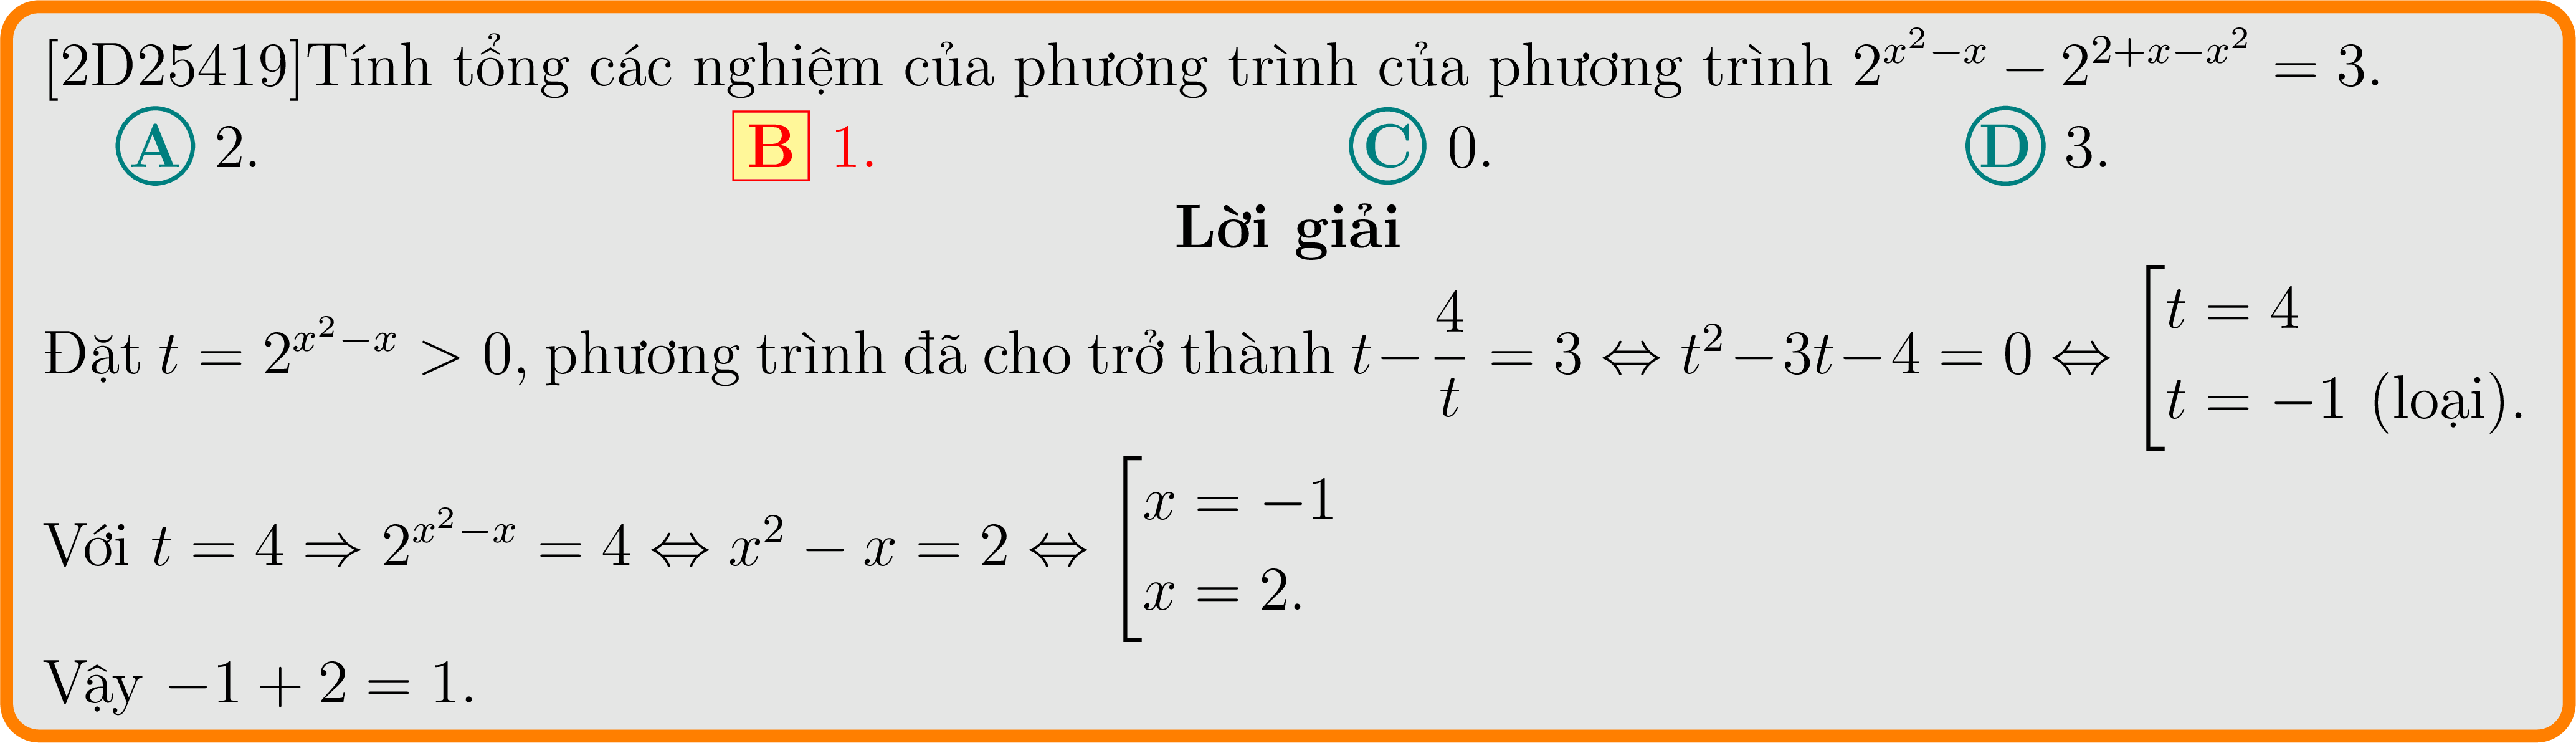 [2D25419]Tính tổng các nghiệm của phương trình của phương trình $2^{x^2-x} - 2^{2+x-x^2} = 3$.
A 2. B 1. C 0. D 3.
Lời giải
Đặt $t = 2^{x^2-x} > 0$, phương trình đã cho trở thành $t - \dfrac{4}{t} = 3 \Leftrightarrow t^2 - 3t - 4 = 0 \Leftrightarrow \left[\begin{array}{l} t = 4 \\ t = -1 \text{ (loại).} \end{array}\right.$
Với $t = 4 \Rightarrow 2^{x^2-x} = 4 \Leftrightarrow x^2 - x = 2 \Leftrightarrow \left[\begin{array}{l} x = -1 \\ x = 2. \end{array}\right.$
Vậy $-1 + 2 = 1$.